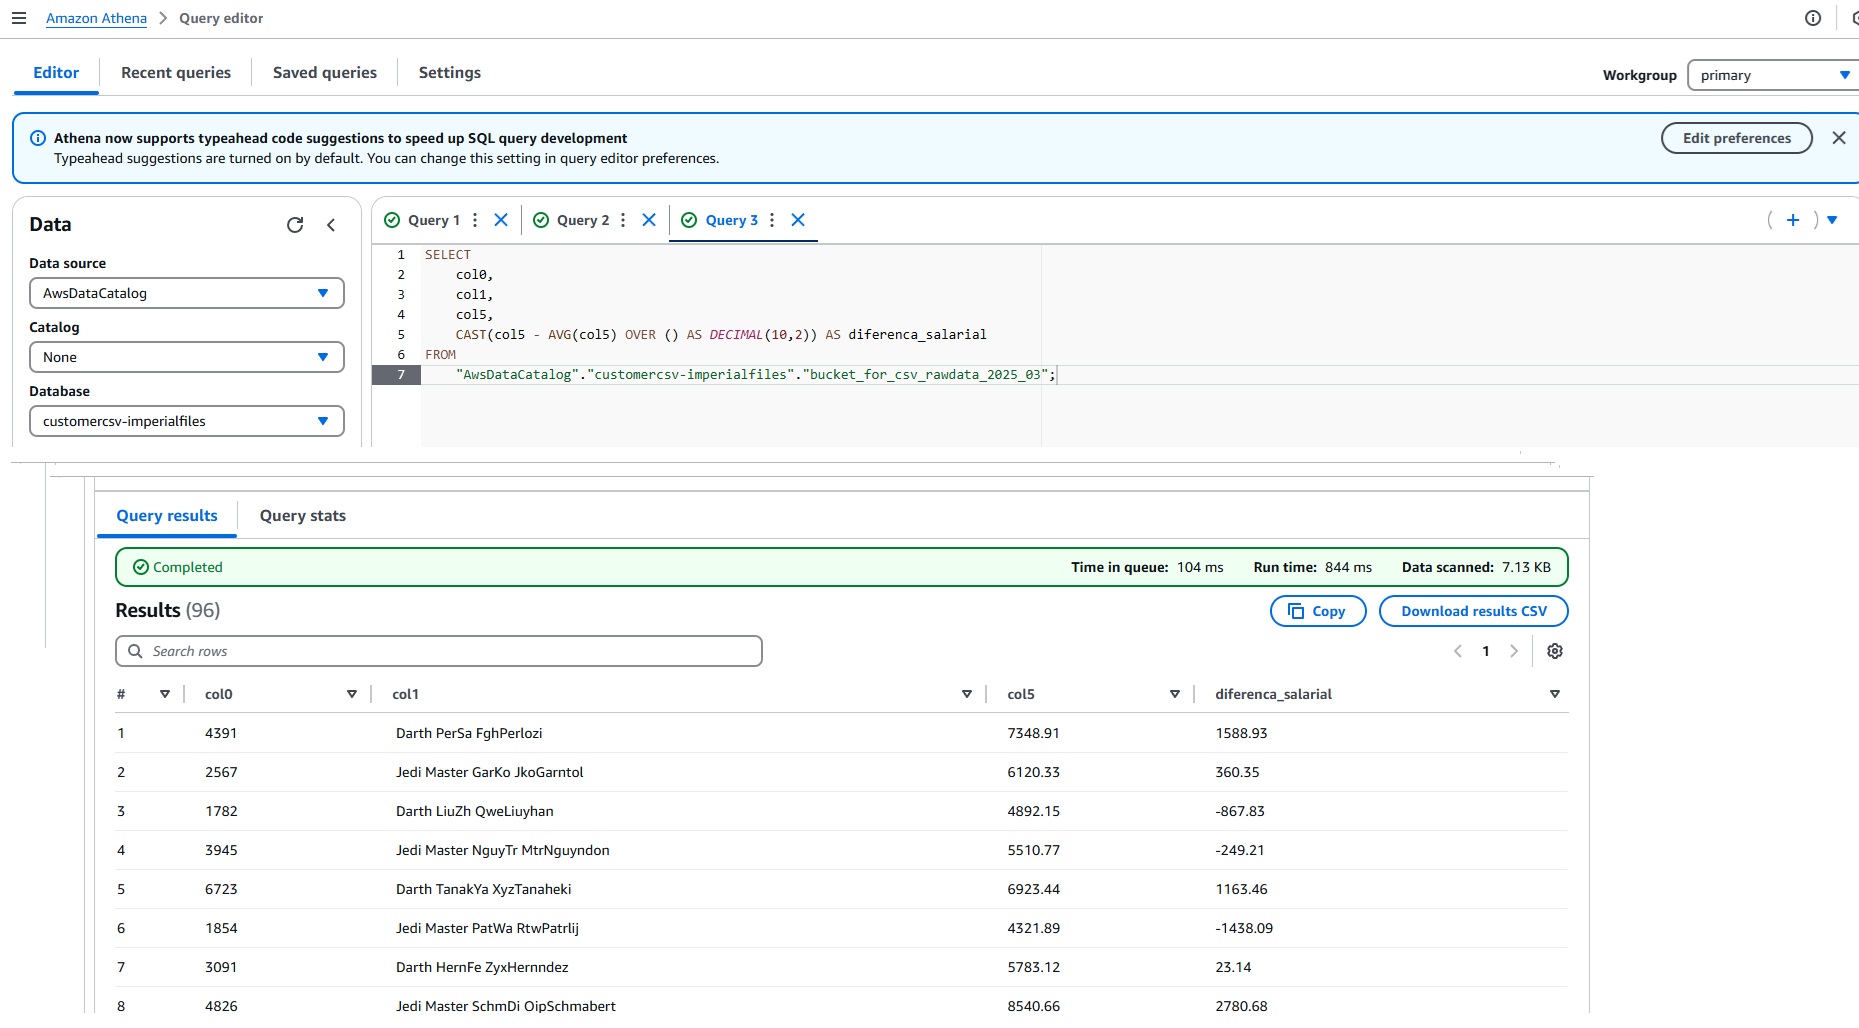 Amazon Athena > Query editor
Editor Recent queries Saved queries Settings
Workgroup primary
Athena now supports typeahead code suggestions to speed up SQL query development
Typeahead suggestions are turned on by default. You can change this setting in query editor preferences.
Edit preferences
Data
Data source
AwsDataCatalog
Catalog
None
Database
customercsv-imperialfiles
Query 1 Query 2 Query 3
1 SELECT
2 col0,
3 col1,
4 col5,
5 CAST(col5 - AVG(col5) OVER () AS DECIMAL(10,2)) AS diferenca_salarial
6 FROM
7 "AwsDataCatalog"."customercsv-imperialfiles"."bucket_for_csv_rawdata_2025_03";
Query results Query stats
Completed Time in queue: 104 ms Run time: 844 ms Data scanned: 7.13 KB
Results (96) Copy Download results CSV
Search rows 1
# col0 col1 col5 diferenca_salarial
1 4391 Darth PerSa FghPerlozi 7348.91 1588.93
2 2567 Jedi Master GarKo JkoGarntol 6120.33 360.35
3 1782 Darth LiuZh QweLiuyhan 4892.15 -867.83
4 3945 Jedi Master NguyTr MtrNguyndon 5510.77 -249.21
5 6723 Darth TanakYa XyzTanaheki 6923.44 1163.46
6 1854 Jedi Master PatWa RtwPatrlij 4321.89 -1438.09
7 3091 Darth HernFe ZyxHernndez 5783.12 23.14
8 4826 Jedi Master SchmDi OipSchmabert 8540.66 2780.68